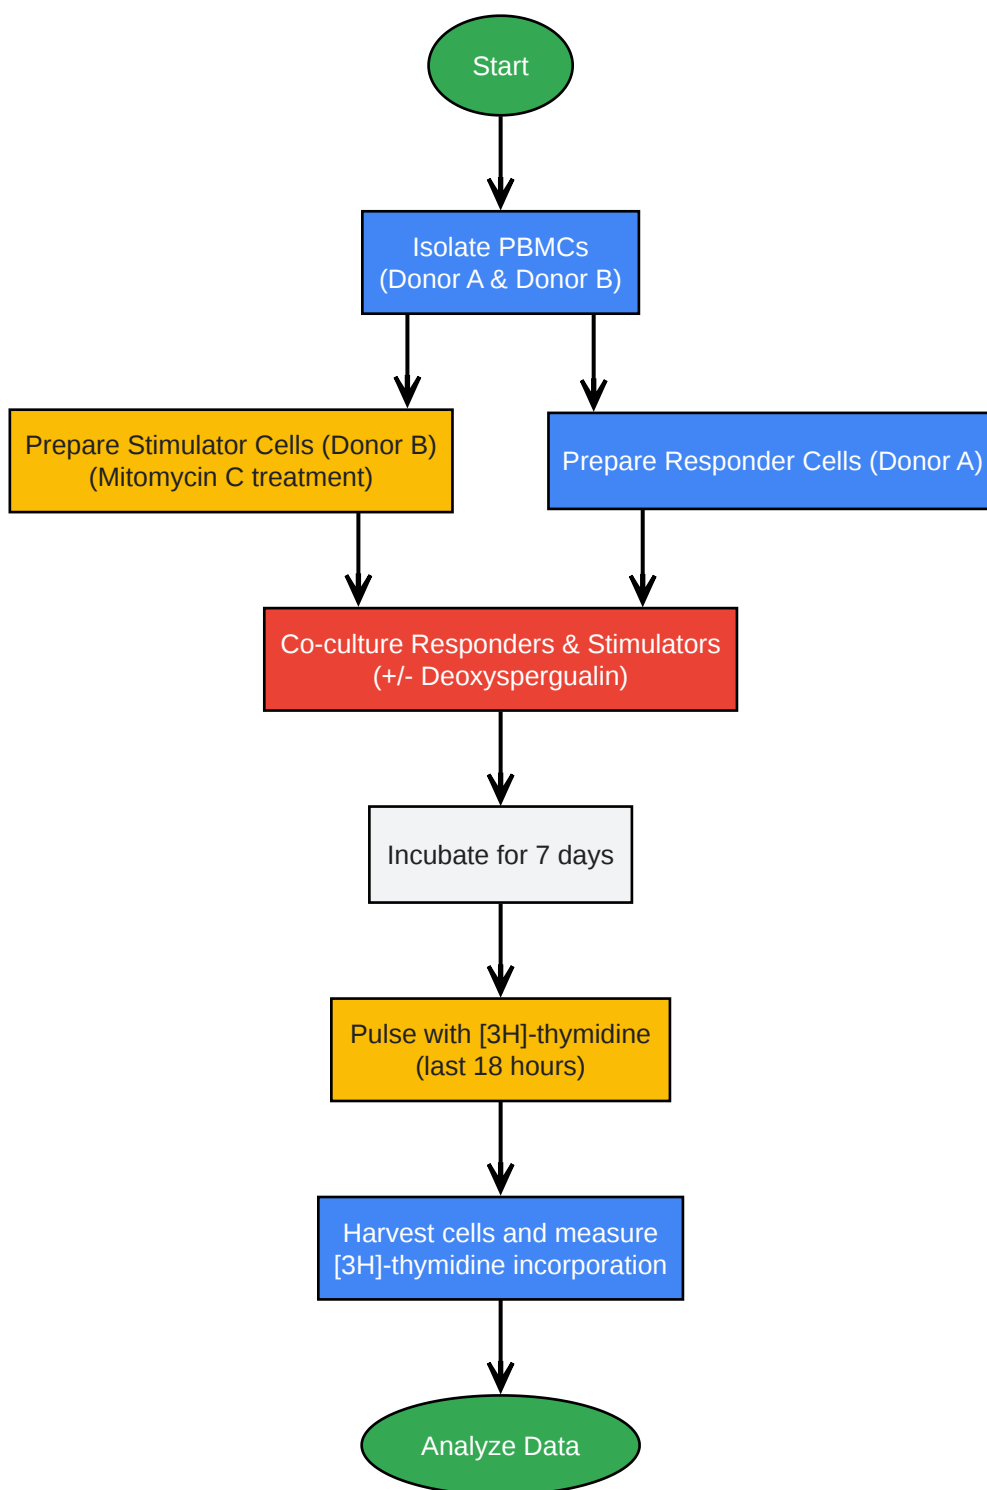 Start
Isolate PBMCs
(Donor A & Donor B)
Prepare Stimulator Cells (Donor B)
(Mitomycin C treatment)
Prepare Responder Cells (Donor A)
Co-culture Responders & Stimulators
(+/- Deoxyspergualin)
Incubate for 7 days
Pulse with [3H]-thymidine
(last 18 hours)
Harvest cells and measure
[3H]-thymidine incorporation
Analyze Data